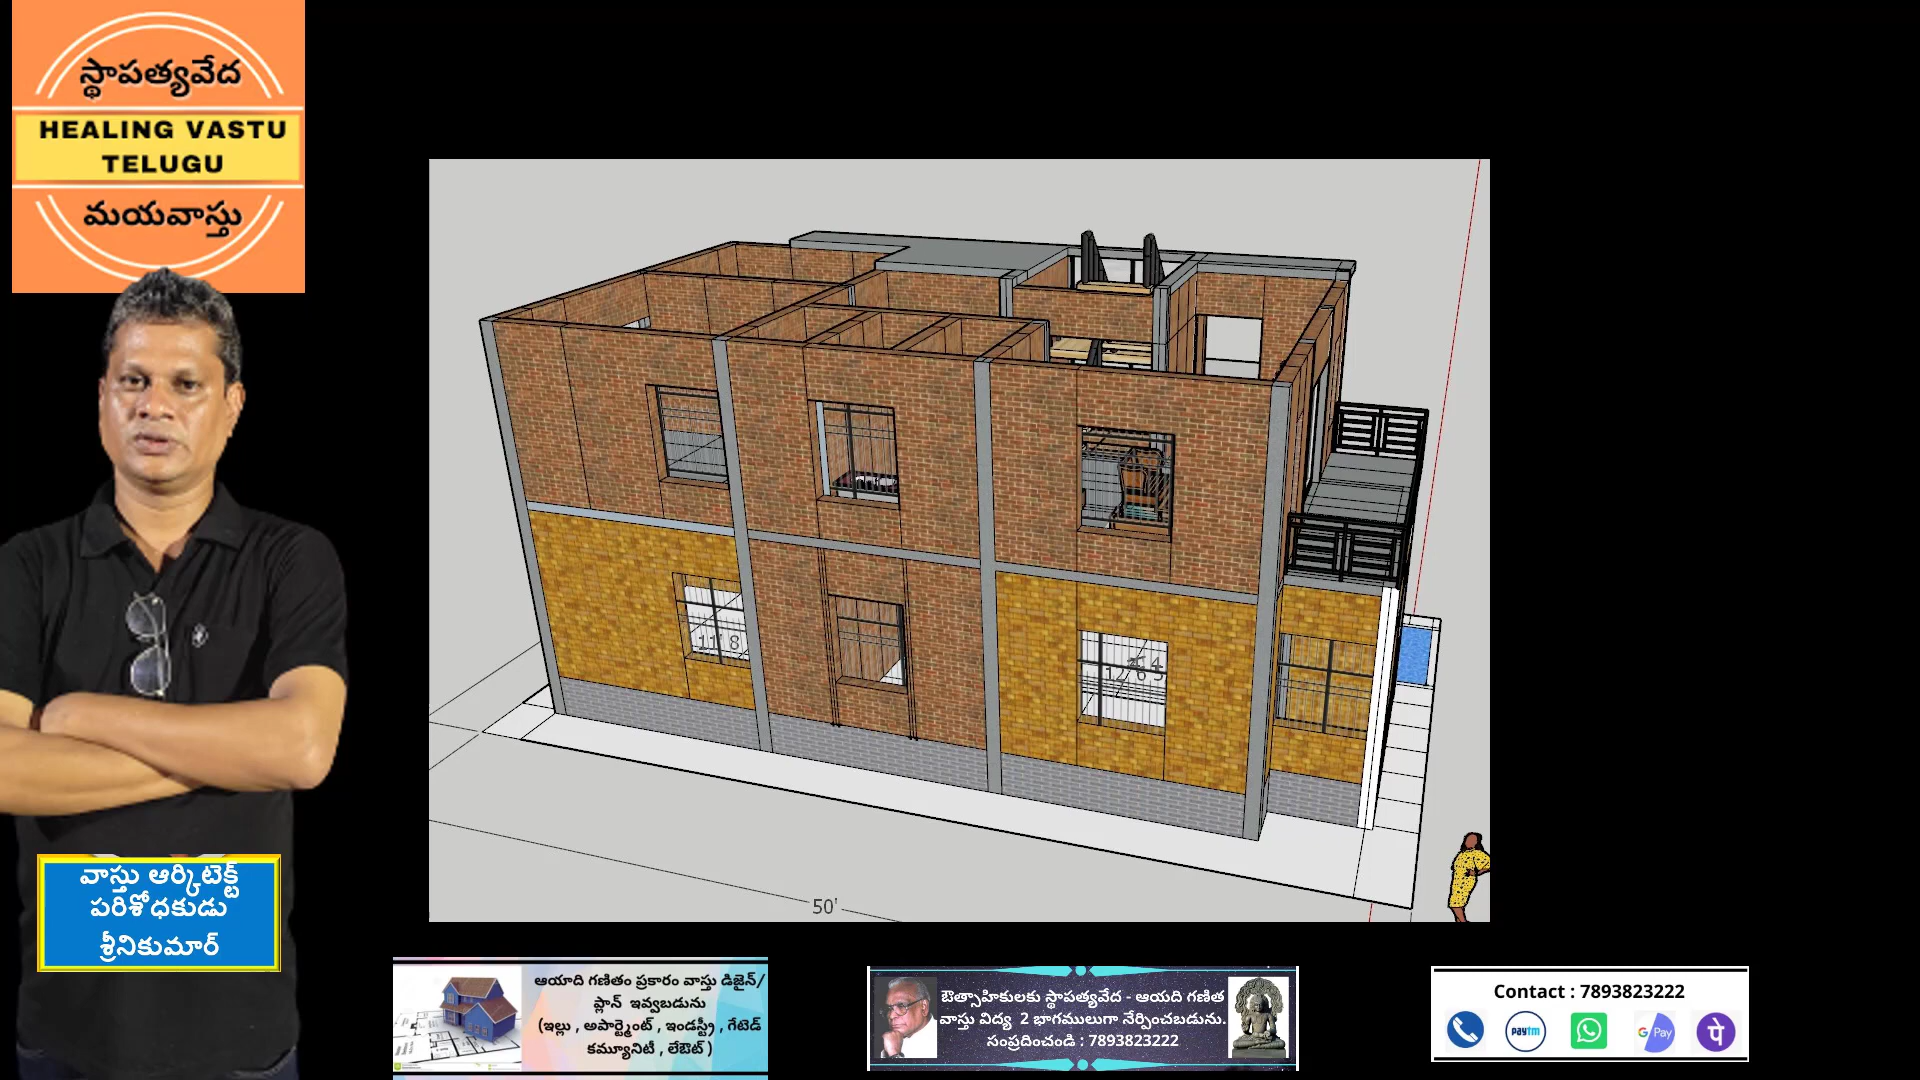 స్థాపత్యవేద
HEALING VASTU
TELUGU
మయవాస్తు
118
50'
వాస్తు ఆర్కిటెక్ట్
పరిశోధకుడు
శ్రీనికుమార్
ఆయాది గణితం ప్రకారం వాస్తు డిజైన్/
ప్లాన్ ఇవ్వబడును
(ఇల్లు , అపార్ట్మెంట్ , ఇండస్ట్రీ , గేటెడ్
కమ్యూనిటీ , లేఔట్ )
ఔత్సాహికులకు స్థాపత్యవేద - ఆయది గణిత
వాస్తు విద్య 2 భాగములుగా నేర్పించబడును.
సంప్రదించండి : 7893823222
Contact : 7893823222
paytm
G Pay
पे